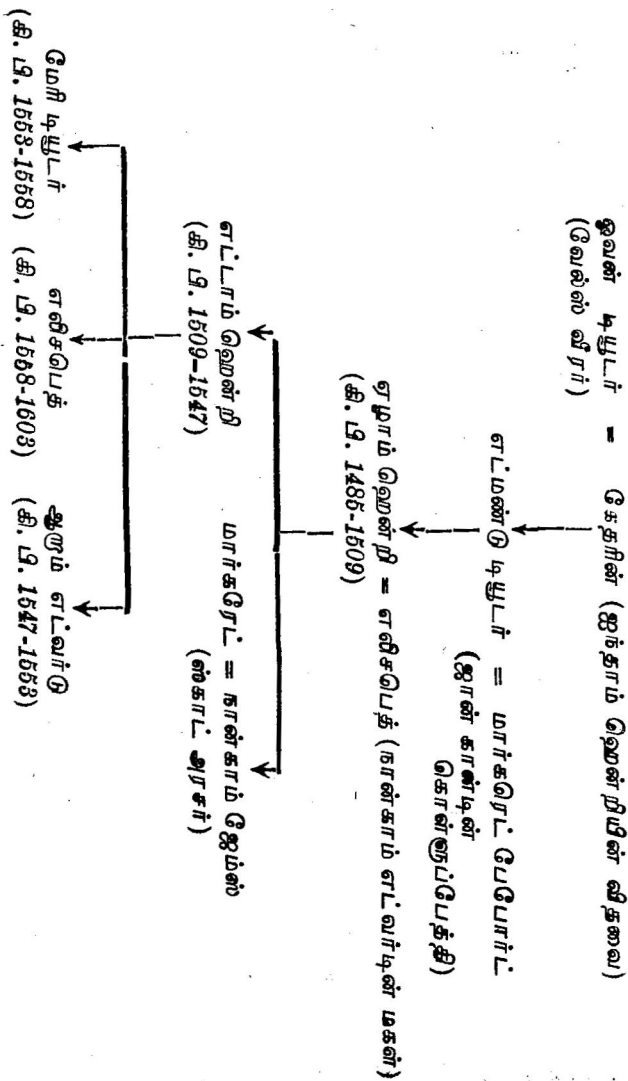 ஓவன் டியூடர் = கேதரின் (ஐந்தாம் ஹென்றியின் விதவை)
(வேல்ஸ் வீரர்)
எட்மண்டு டியூடர் = மார்கரெட் பேபோர்ட்
(ஜான் காண்டின்
கொள்ளுப்பேத்தி)
ஏழாம் ஹென்றி = எலிசபெத் (நான்காம் எட்வர்டின் மகள்)
(கி. பி. 1485-1509)
எட்டாம் ஹென்றி
(கி. பி. 1509-1547)
மார்கரேட் = நான்காம் ஜேம்ஸ்
(ஸ்காட் அரசர்)
மேரி டியூடர்
(கி. பி. 1553-1558)
எலிசபெத்
(கி. பி. 1558-1603)
ஆறாம் எட்வர்டு
(கி. பி. 1547-1553)